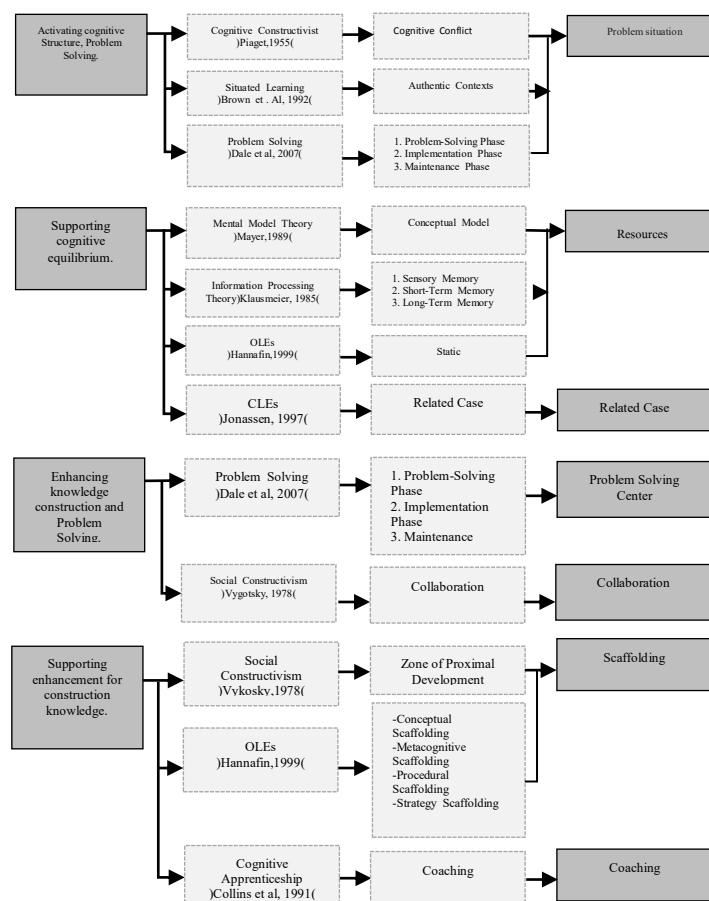 Activating cognitive
Structure, Problem
Solving.
Cognitive Constructivist
)Piaget,1955(
Cognitive Conflict
Problem situation
Situated Learning
)Brown et . Al, 1992(
Authentic Contexts
Problem Solving
)Dale et al, 2007(
1. Problem-Solving Phase
2. Implementation Phase
3. Maintenance Phase
Supporting
cognitive
equilibrium.
Mental Model Theory
)Mayer,1989(
Conceptual Model
Resources
Information Processing
Theory)Klausmeier, 1985(
1. Sensory Memory
2. Short-Term Memory
3. Long-Term Memory
OLEs
)Hannafin,1999(
Static
CLEs
)Jonassen, 1997(
Related Case
Related Case
Enhancing
knowledge
construction and
Problem
Solving.
Problem Solving
)Dale et al, 2007(
1. Problem-Solving
Phase
2. Implementation
Phase
3. Maintenance
Problem Solving
Center
Social Constructivism
)Vygotsky, 1978(
Collaboration
Collaboration
Supporting
enhancement for
construction
knowledge.
Social
Constructivism
)Vykosky, 1978(
Zone of Proximal
Development
Scaffolding
OLEs
)Hannafin,1999(
-Conceptual
Scaffolding
-Metacognitive
Scaffolding
-Procedural
Scaffolding
-Strategy Scaffolding
Cognitive
Apprenticeship
)Collins et al, 1991(
Coaching
Coaching